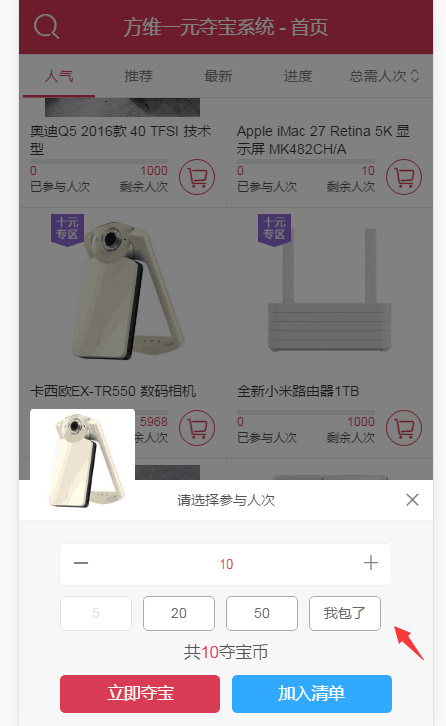 方维一元夺宝系统 - 首页
人气 推荐 最新 进度 总需人次
奥迪Q5 2016款 40 TFSI 技术型
Apple iMac 27 Retina 5K 显示屏 MK482CH/A
0 1000
已参与人次 剩余人次
0 10
已参与人次 剩余人次
十元专区
十元专区
卡西欧EX-TR550 数码相机
全新小米路由器1TB
5968
余人次
0 1000
已参与人次 剩余人次
请选择参与人次
10
5 20 50 我包了
共10夺宝币
立即夺宝 加入清单